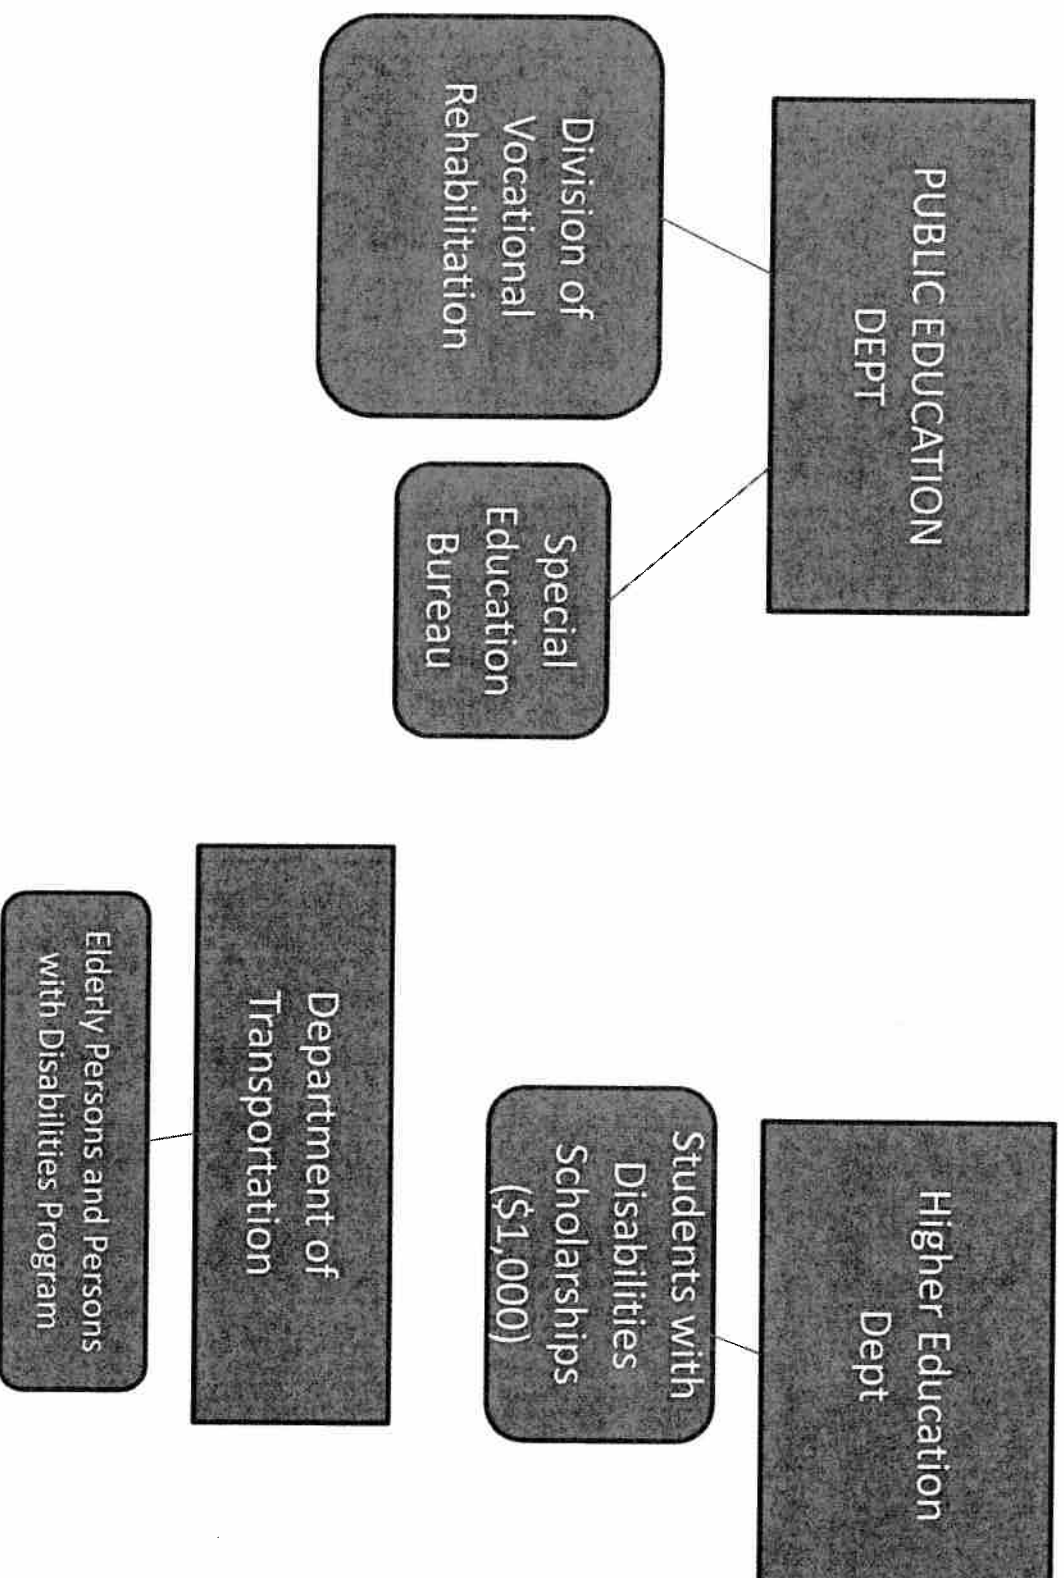 PUBLIC EDUCATION
DEPT
Division of
Vocational
Rehabilitation
Special
Education
Bureau
Higher Education
Dept
Students with
Disabilities
Scholarships
($1,000)
Department of
Transportation
Elderly Persons and Persons
with Disabilities Program